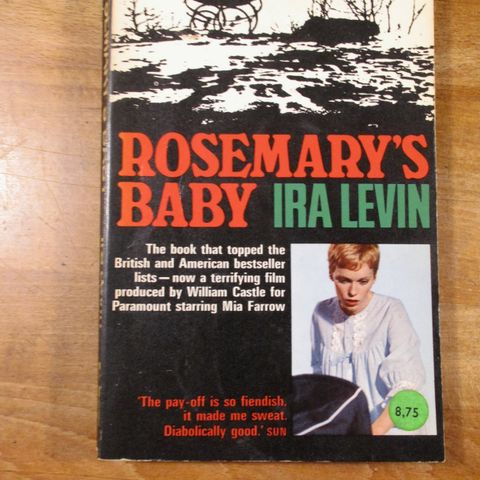 ROSEMARY'S
BABY IRA LEVIN
The book that topped the
British and American bestseller
lists—now a terrifying film
produced by William Castle for
Paramount starring Mia Farrow
'The pay-off is so fiendish,
it made me sweat.
Diabolically good.' SUN
8,75